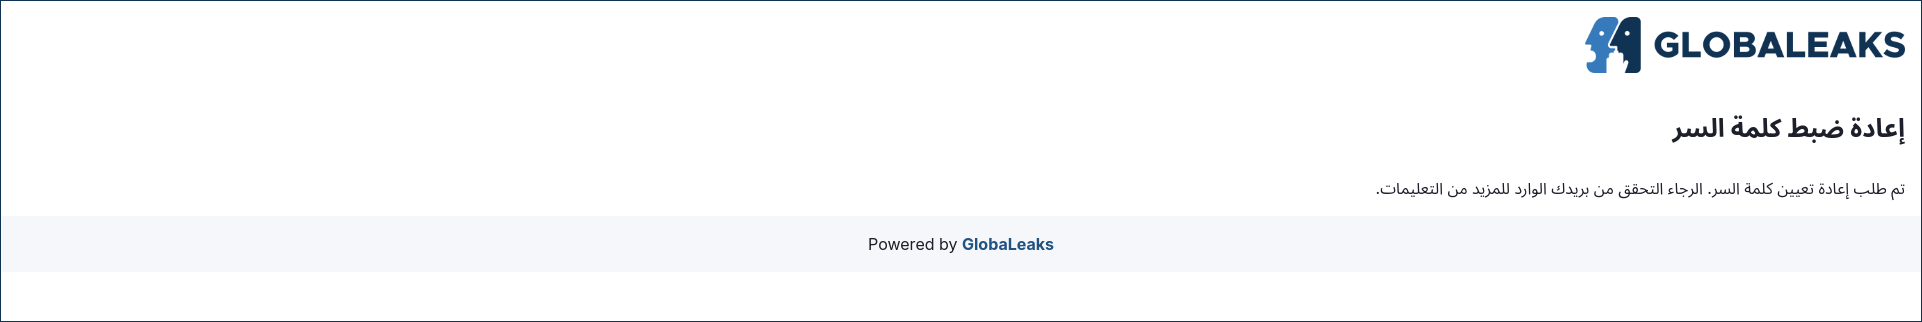 GLOBALEAKS
إعادة ضبط كلمة السر
تم طلب إعادة تعيين كلمة السر. الرجاء التحقق من بريدك الوارد للمزيد من التعليمات.
Powered by GlobaLeaks